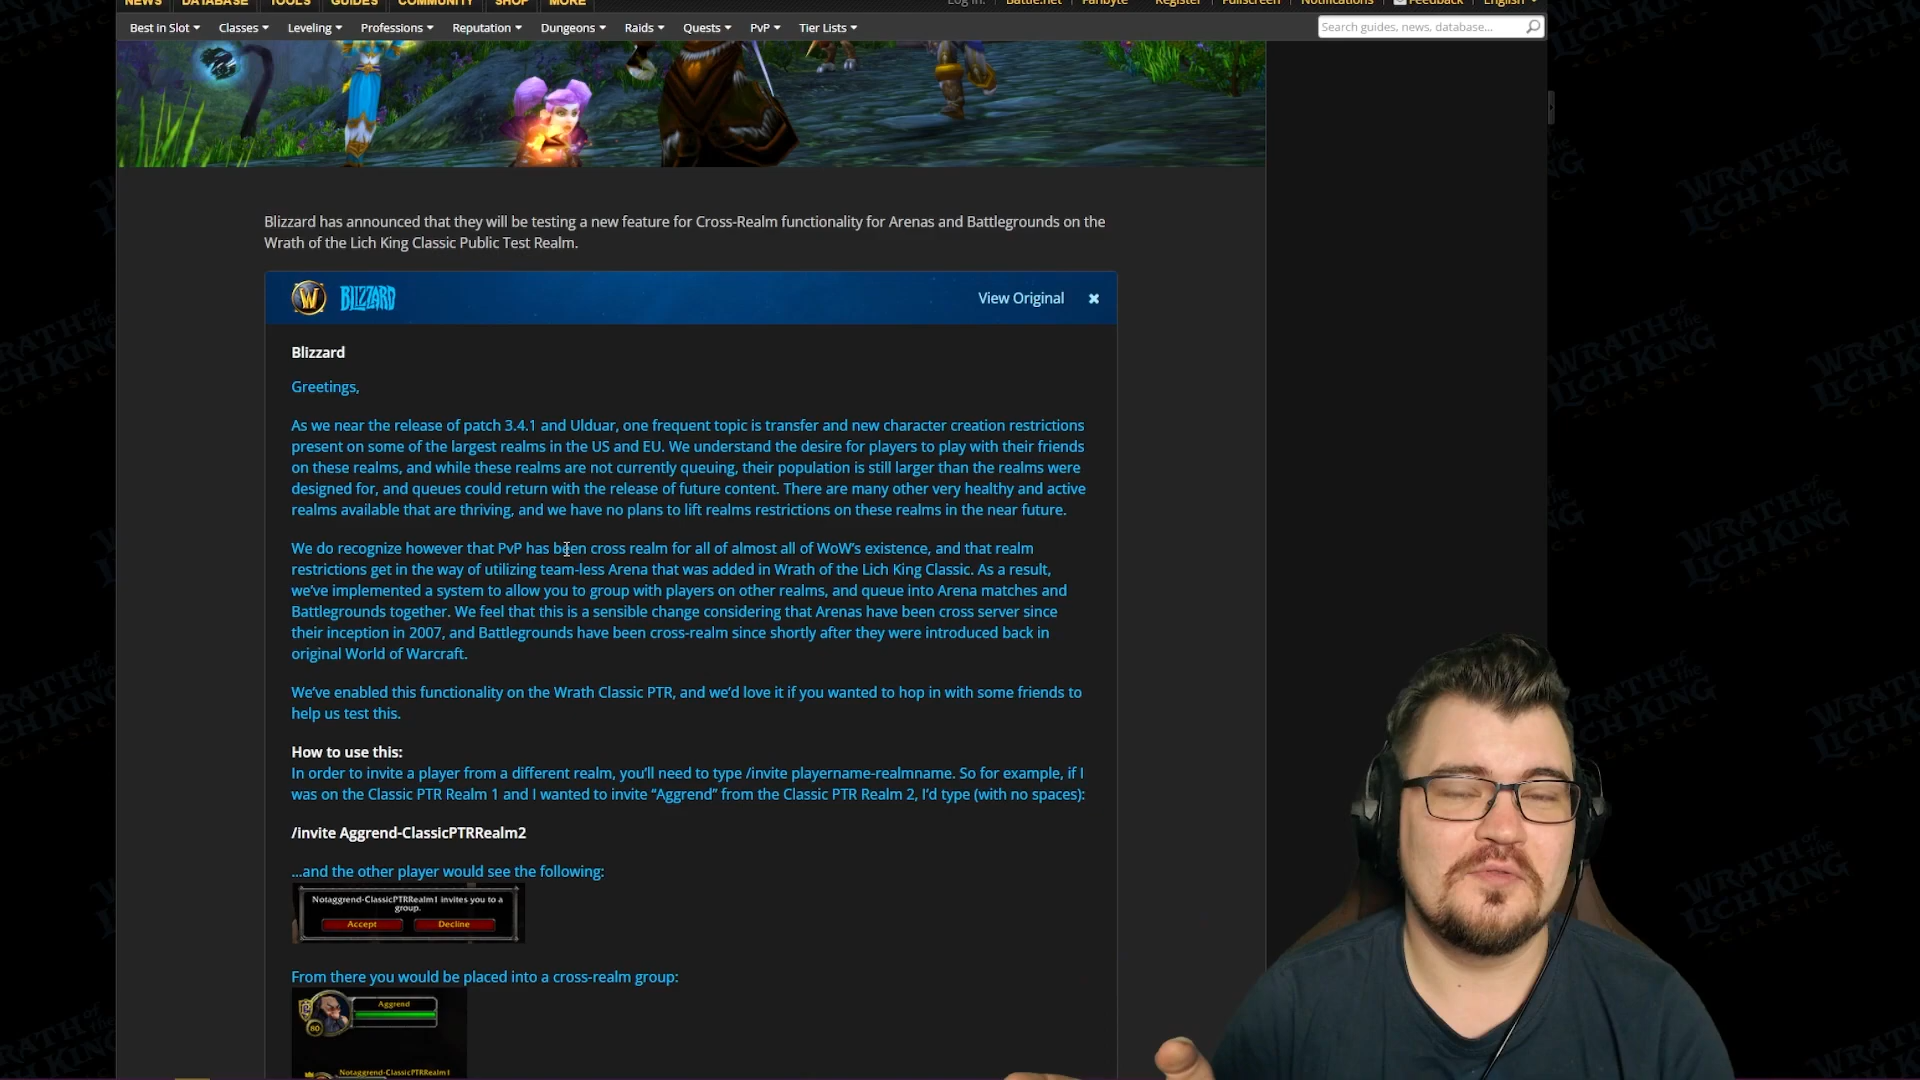 NEWS DATABASE TOOLS GUIDES COMMUNITY SHOP MORE Log In Battle.net Fanbyte Register Fullscreen Notifications Feedback English
Best in Slot Classes Leveling Professions Reputation Dungeons Raids Quests PvP Tier Lists Search guides, news, database...
Blizzard has announced that they will be testing a new feature for Cross-Realm functionality for Arenas and Battlegrounds on the
Wrath of the Lich King Classic Public Test Realm.
W BLIZZARD View Original ×
Blizzard
Greetings,
As we near the release of patch 3.4.1 and Ulduar, one frequent topic is transfer and new character creation restrictions
present on some of the largest realms in the US and EU. We understand the desire for players to play with their friends
on these realms, and while these realms are not currently queuing, their population is still larger than the realms were
designed for, and queues could return with the release of future content. There are many other very healthy and active
realms available that are thriving, and we have no plans to lift realms restrictions on these realms in the near future.
We do recognize however that PvP has been cross realm for all of almost all of WoW's existence, and that realm
restrictions get in the way of utilizing team-less Arena that was added in Wrath of the Lich King Classic. As a result,
we've implemented a system to allow you to group with players on other realms, and queue into Arena matches and
Battlegrounds together. We feel that this is a sensible change considering that Arenas have been cross server since
their inception in 2007, and Battlegrounds have been cross-realm since shortly after they were introduced back in
original World of Warcraft.
We've enabled this functionality on the Wrath Classic PTR, and we'd love it if you wanted to hop in with some friends to
help us test this.
How to use this:
In order to invite a player from a different realm, you'll need to type /invite playername-realmname. So for example, if I
was on the Classic PTR Realm 1 and I wanted to invite “Aggrend” from the Classic PTR Realm 2, I'd type (with no spaces):
/invite Aggrend-ClassicPTRRealm2
...and the other player would see the following:
Notaggrend-ClassicPTRRealm1 invites you to a
group.
Accept Decline
From there you would be placed into a cross-realm group:
Aggrend
80
Notaggrend-ClassicPTRRealm1
WRATH of the LICH KING CLASSIC